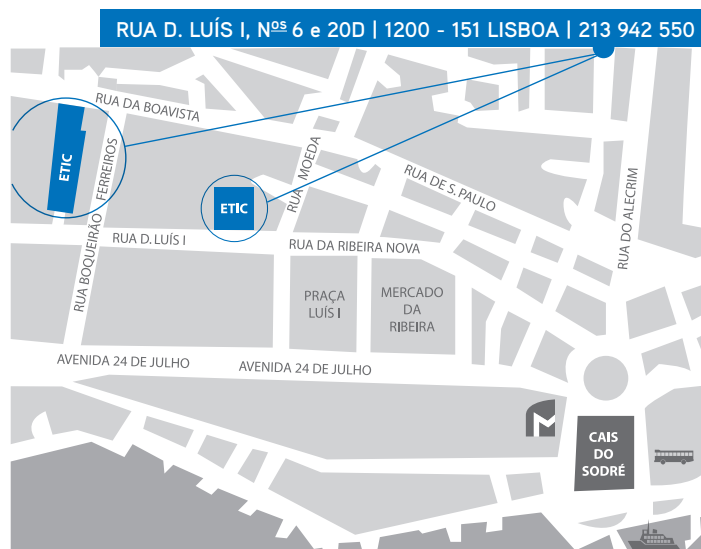 RUA D. LUÍS I, Nos 6 e 20D | 1200 - 151 LISBOA | 213 942 550
RUA DA BOAVISTA
ETIC
RUA BOQUEIRÃO FERREIROS
RUA MOEDA
RUA DE S. PAULO
RUA DO ALECRIM
ETIC
RUA D. LUÍS I
RUA DA RIBEIRA NOVA
PRAÇA
LUÍS I
MERCADO
DA
RIBEIRA
AVENIDA 24 DE JULHO
AVENIDA 24 DE JULHO
M
CAIS
DO
SODRÉ